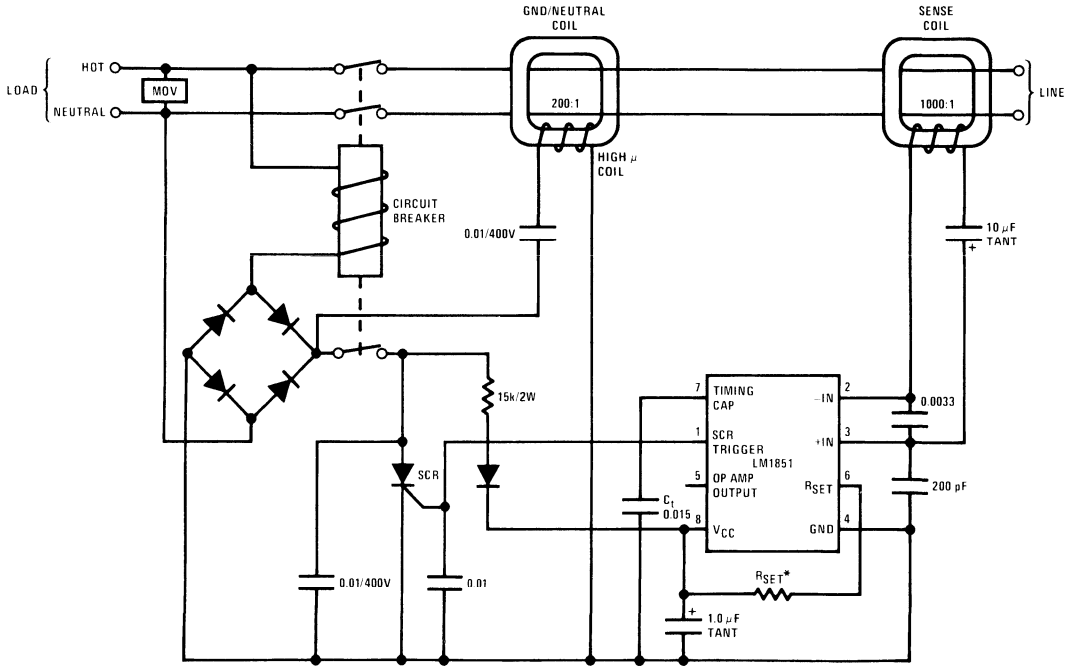 GND/NEUTRAL
COIL
SENSE
COIL
HOT
LOAD
MOV
NEUTRAL
200:1
1000:1
LINE
HIGH μ
COIL
CIRCUIT
BREAKER
0.01/400V
10 μF
TANT
+
15k/2W
7
TIMING
CAP
2
−IN
0.0033
1
SCR
TRIGGER
3
+IN
LM1851
SCR
5
OP AMP
OUTPUT
6
RSET
200 pF
Ct
0.015
8
VCC
4
GND
0.01/400V
0.01
RSET*
+
1.0 μF
TANT